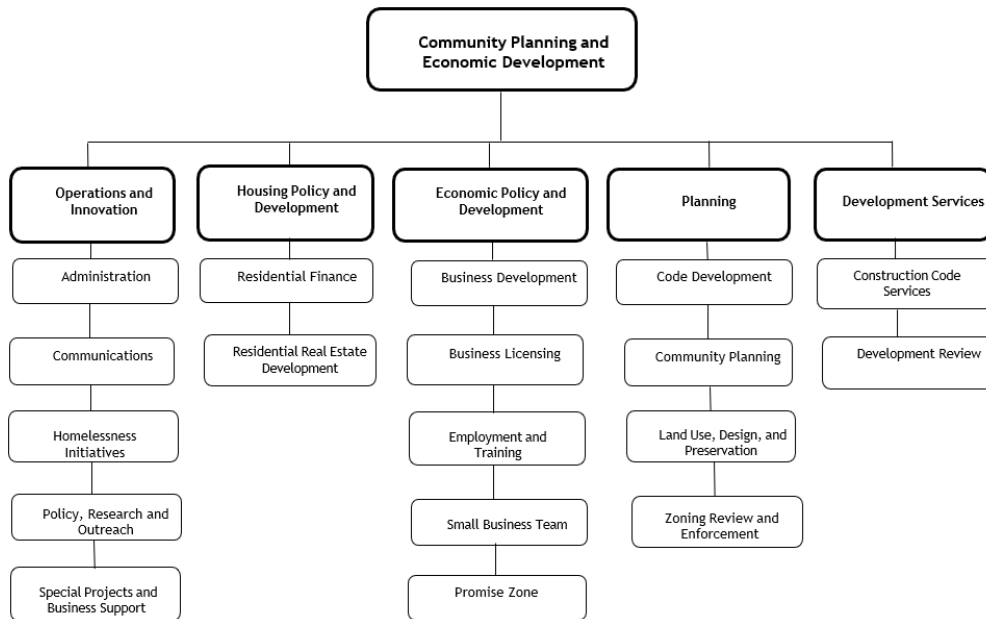 Community Planning and
Economic Development
Operations and
Innovation
Housing Policy and
Development
Economic Policy and
Development
Planning
Development Services
Administration
Communications
Homelessness
Initiatives
Policy, Research and
Outreach
Special Projects and
Business Support
Residential Finance
Residential Real Estate
Development
Business Development
Business Licensing
Employment and
Training
Small Business Team
Promise Zone
Code Development
Community Planning
Land Use, Design, and
Preservation
Zoning Review and
Enforcement
Construction Code
Services
Development Review